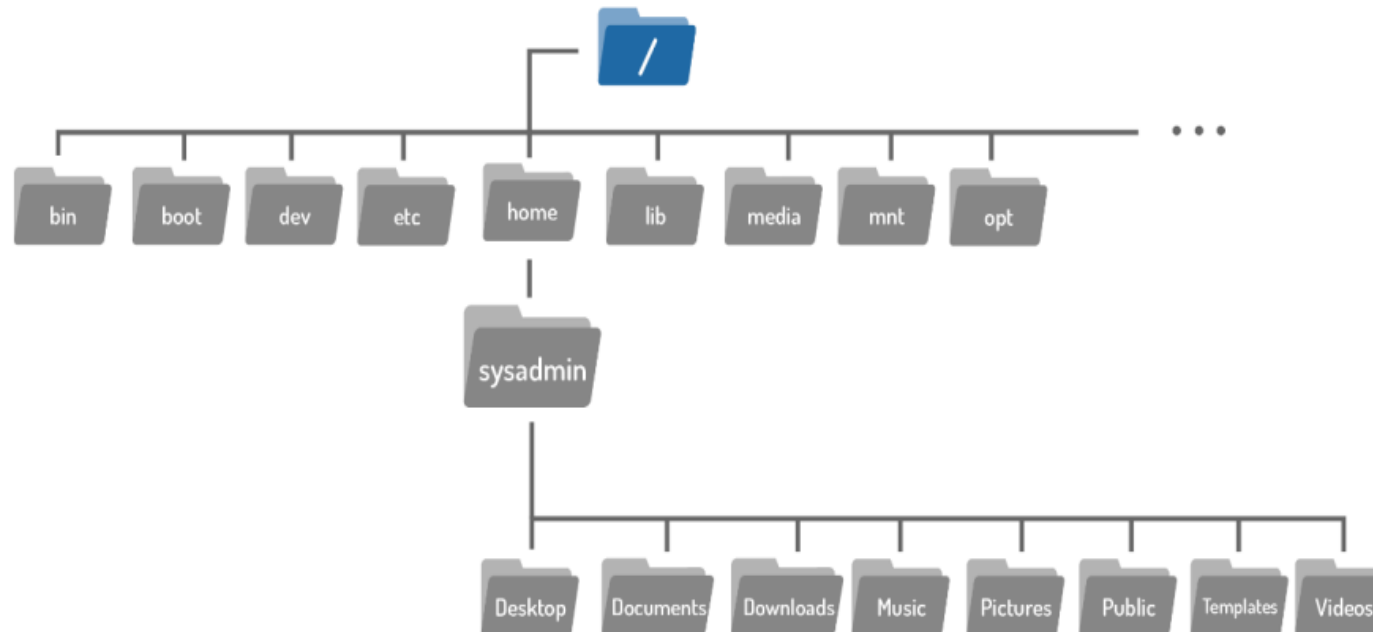 /
bin
boot
dev
etc
home
lib
media
mnt
opt
sysadmin
Desktop
Documents
Downloads
Music
Pictures
Public
Templates
Videos